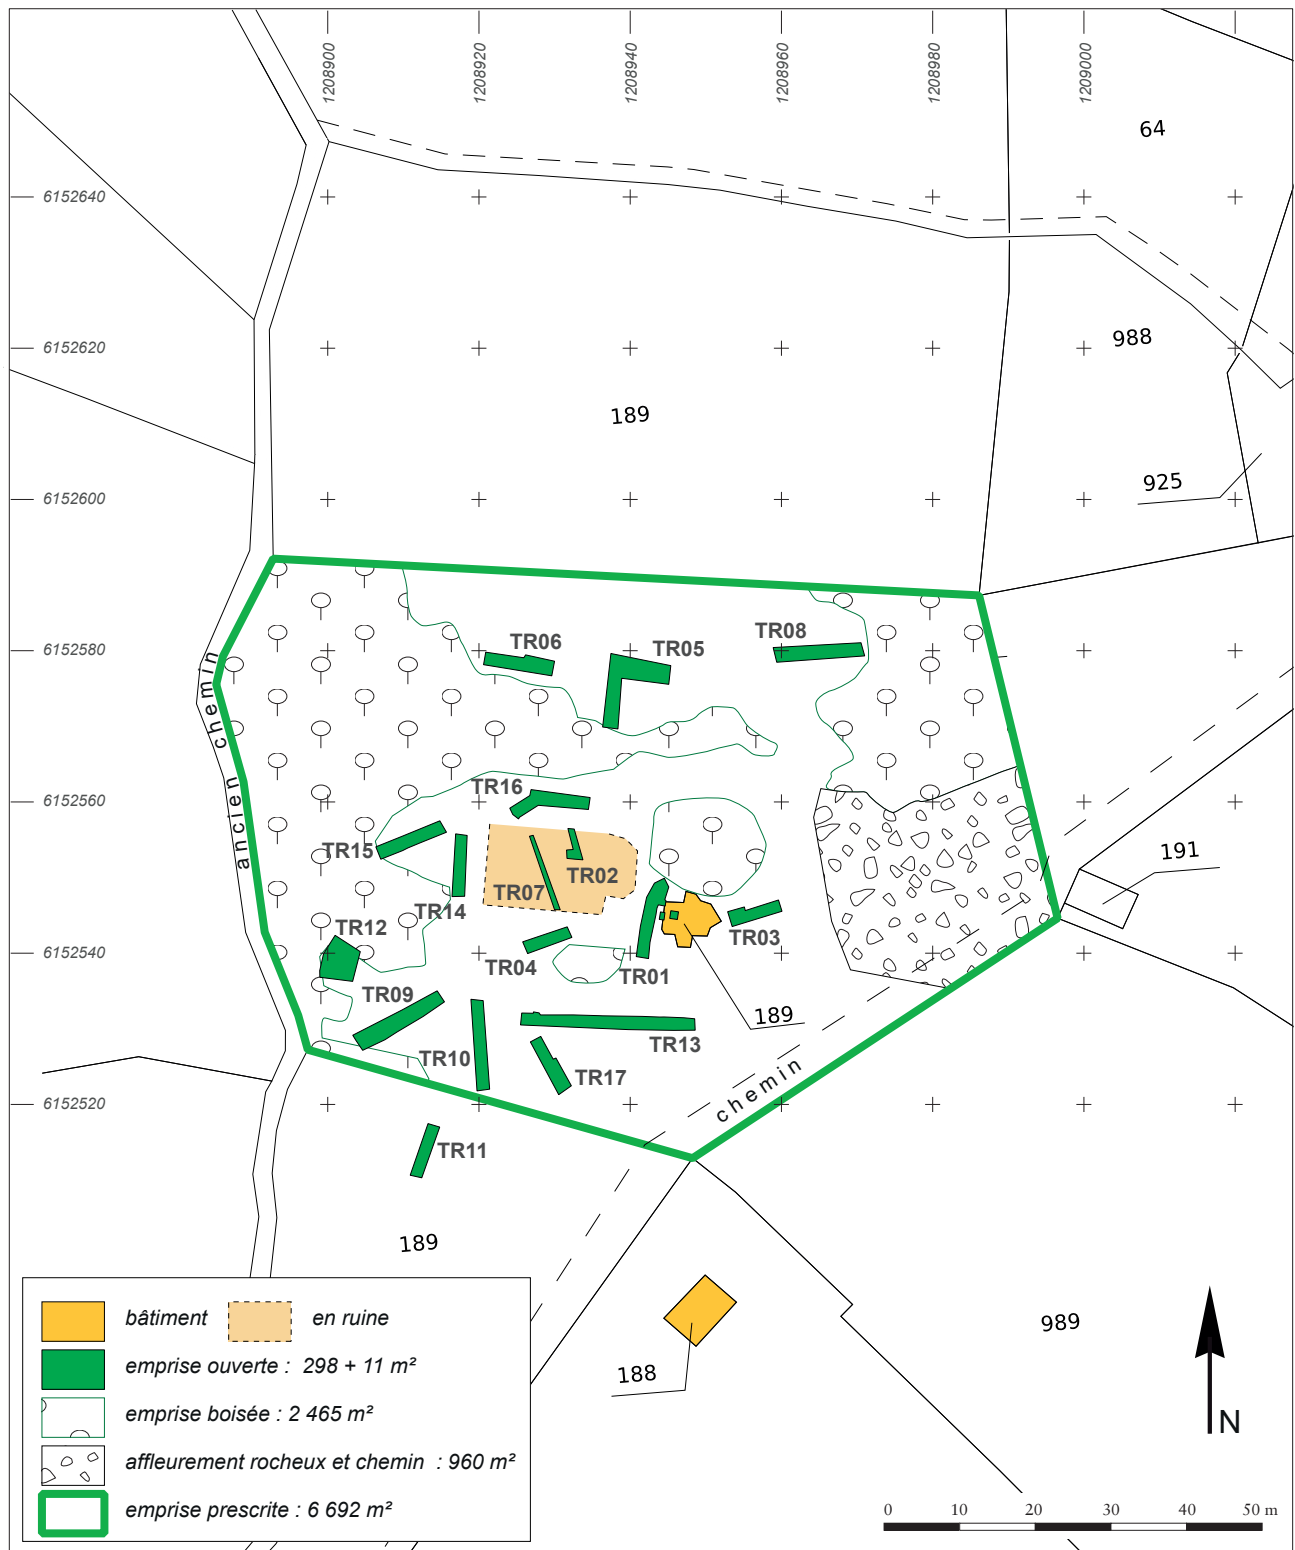 1208900
1208920
1208940
1208960
1208980
1209000
64
6152640
6152620
988
189
925
6152600
TR06
TR05
TR08
6152580
ancien chemin
TR16
6152560
TR15
TR07
TR02
TR14
191
TR12
TR03
TR04
TR01
6152540
TR09
189
TR10
TR13
TR17
chemin
6152520
TR11
189
989
188
bâtiment
en ruine
emprise ouverte : 298 + 11 m²
emprise boisée : 2 465 m²
affleurement rocheux et chemin : 960 m²
emprise prescrite : 6 692 m²
N
0 10 20 30 40 50 m